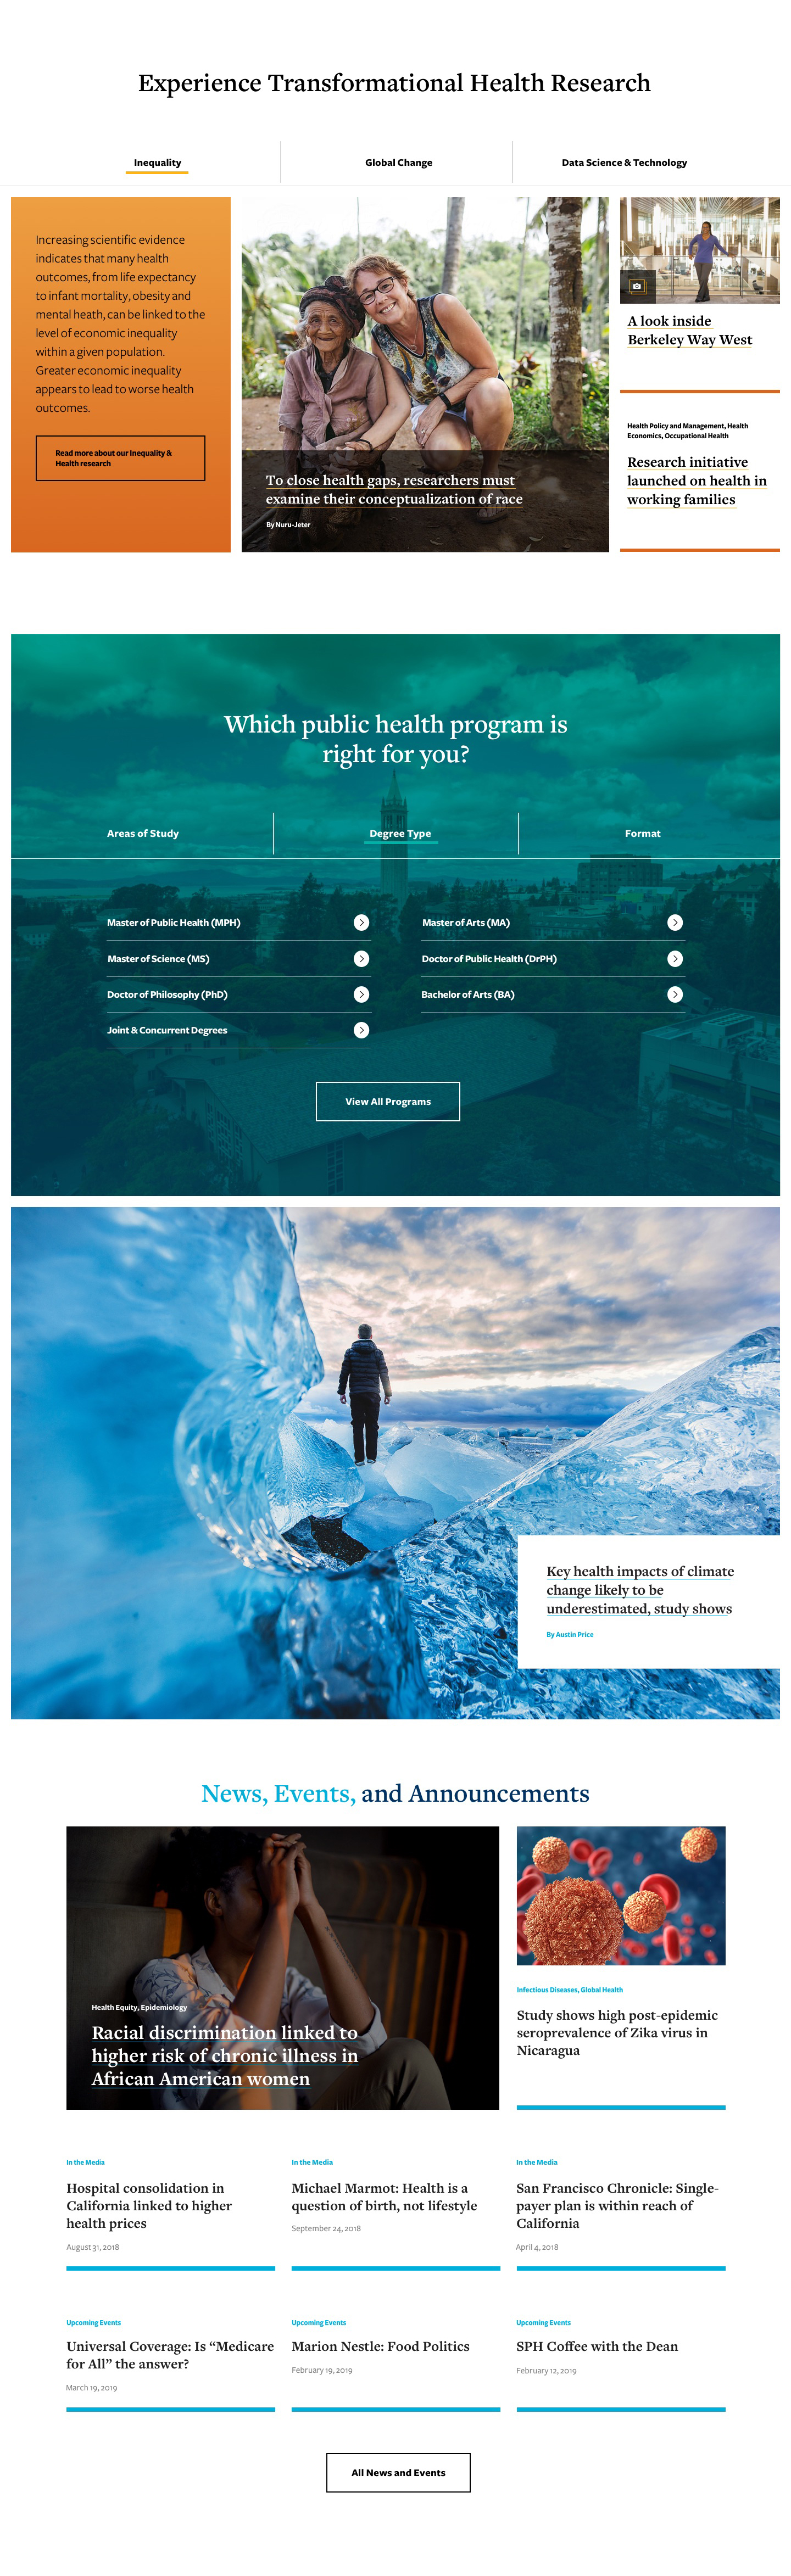 Experience Transformational Health Research
Inequality
Global Change
Data Science & Technology
Increasing scientific evidence
indicates that many health
outcomes, from life expectancy
to infant mortality, obesity and
mental heath, can be linked to the
level of economic inequality
within a given population.
Greater economic inequality
appears to lead to worse health
outcomes.
Read more about our Inequality &
Health research
To close health gaps, researchers must
examine their conceptualization of race
By Nuru-Jeter
A look inside
Berkeley Way West
Health Policy and Management, Health
Economics, Occupational Health
Research initiative
launched on health in
working families
Which public health program is
right for you?
Areas of Study
Degree Type
Format
Master of Public Health (MPH)
Master of Arts (MA)
Master of Science (MS)
Doctor of Public Health (DrPH)
Doctor of Philosophy (PhD)
Bachelor of Arts (BA)
Joint & Concurrent Degrees
View All Programs
Key health impacts of climate
change likely to be
underestimated, study shows
By Austin Price
News, Events, and Announcements
Health Equity, Epidemiology
Racial discrimination linked to
higher risk of chronic illness in
African American women
Infectious Diseases, Global Health
Study shows high post-epidemic
seroprevalence of Zika virus in
Nicaragua
In the Media
Hospital consolidation in
California linked to higher
health prices
August 31, 2018
In the Media
Michael Marmot: Health is a
question of birth, not lifestyle
September 24, 2018
In the Media
San Francisco Chronicle: Single-
payer plan is within reach of
California
April 4, 2018
Upcoming Events
Universal Coverage: Is “Medicare
for All” the answer?
March 19, 2019
Upcoming Events
Marion Nestle: Food Politics
February 19, 2019
Upcoming Events
SPH Coffee with the Dean
February 12, 2019
All News and Events